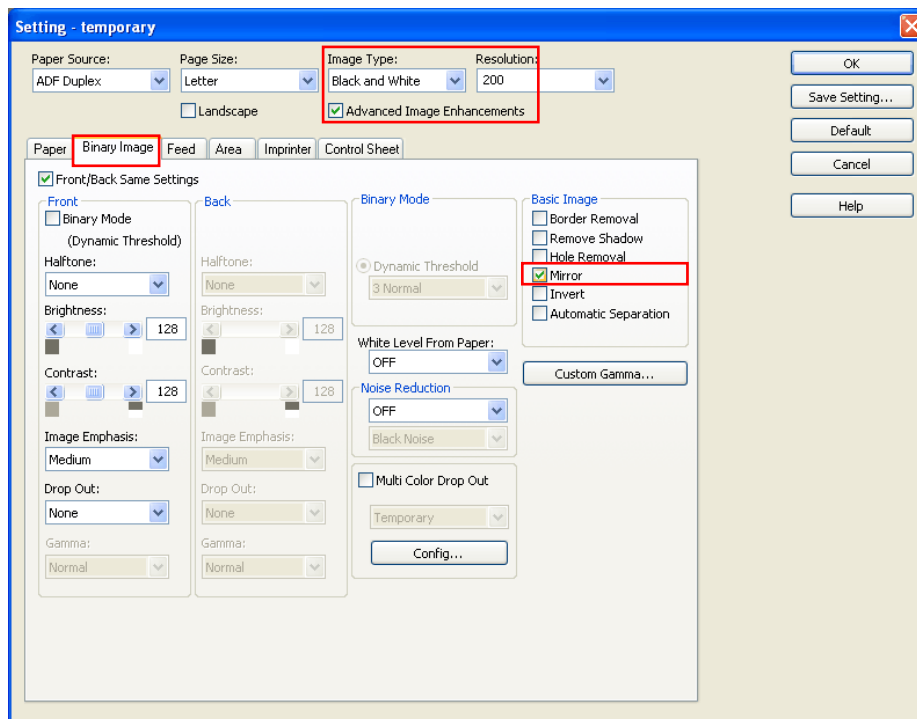 Setting - temporary
Paper Source: Page Size: Image Type: Resolution:
ADF Duplex Letter Black and White 200
Landscape Advanced Image Enhancements
OK
Save Setting...
Default
Cancel
Help
Paper Binary Image Feed Area Imprinter Control Sheet
Front/Back Same Settings
Front
Binary Mode
(Dynamic Threshold)
Halftone:
None
Brightness:
128
Contrast:
128
Image Emphasis:
Medium
Drop Out:
None
Gamma:
Normal
Back
Halftone:
None
Brightness:
128
Contrast:
128
Image Emphasis:
Medium
Drop Out:
None
Gamma:
Normal
Binary Mode
Dynamic Threshold
3 Normal
White Level From Paper:
OFF
Noise Reduction
OFF
Black Noise
Multi Color Drop Out
Temporary
Config...
Basic Image
Border Removal
Remove Shadow
Hole Removal
Mirror
Invert
Automatic Separation
Custom Gamma...